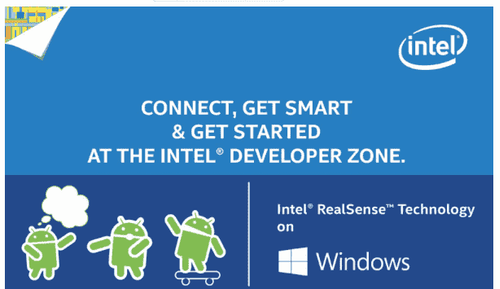 intel
CONNECT, GET SMART
& GET STARTED
AT THE INTEL® DEVELOPER ZONE.
Intel® RealSense™ Technology
on
Windows